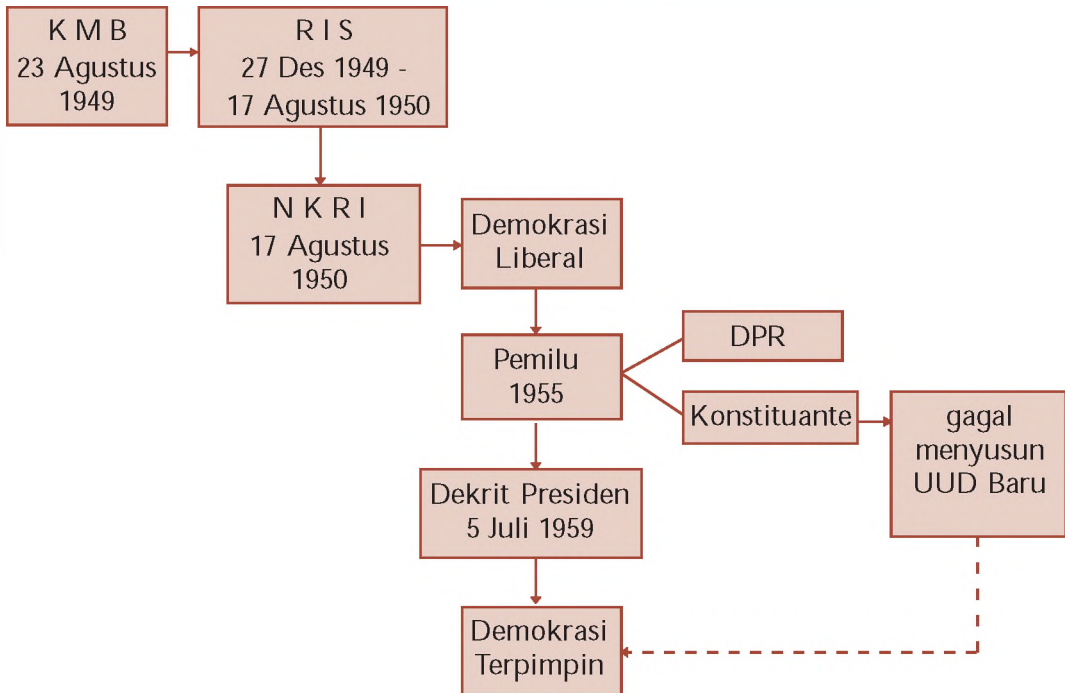 K M B
23 Agustus
1949
R I S
27 Des 1949 -
17 Agustus 1950
N K R I
17 Agustus
1950
Demokrasi
Liberal
Pemilu
1955
DPR
Konstituante
gagal
menyusun
UUD Baru
Dekrit Presiden
5 Juli 1959
Demokrasi
Terpimpin